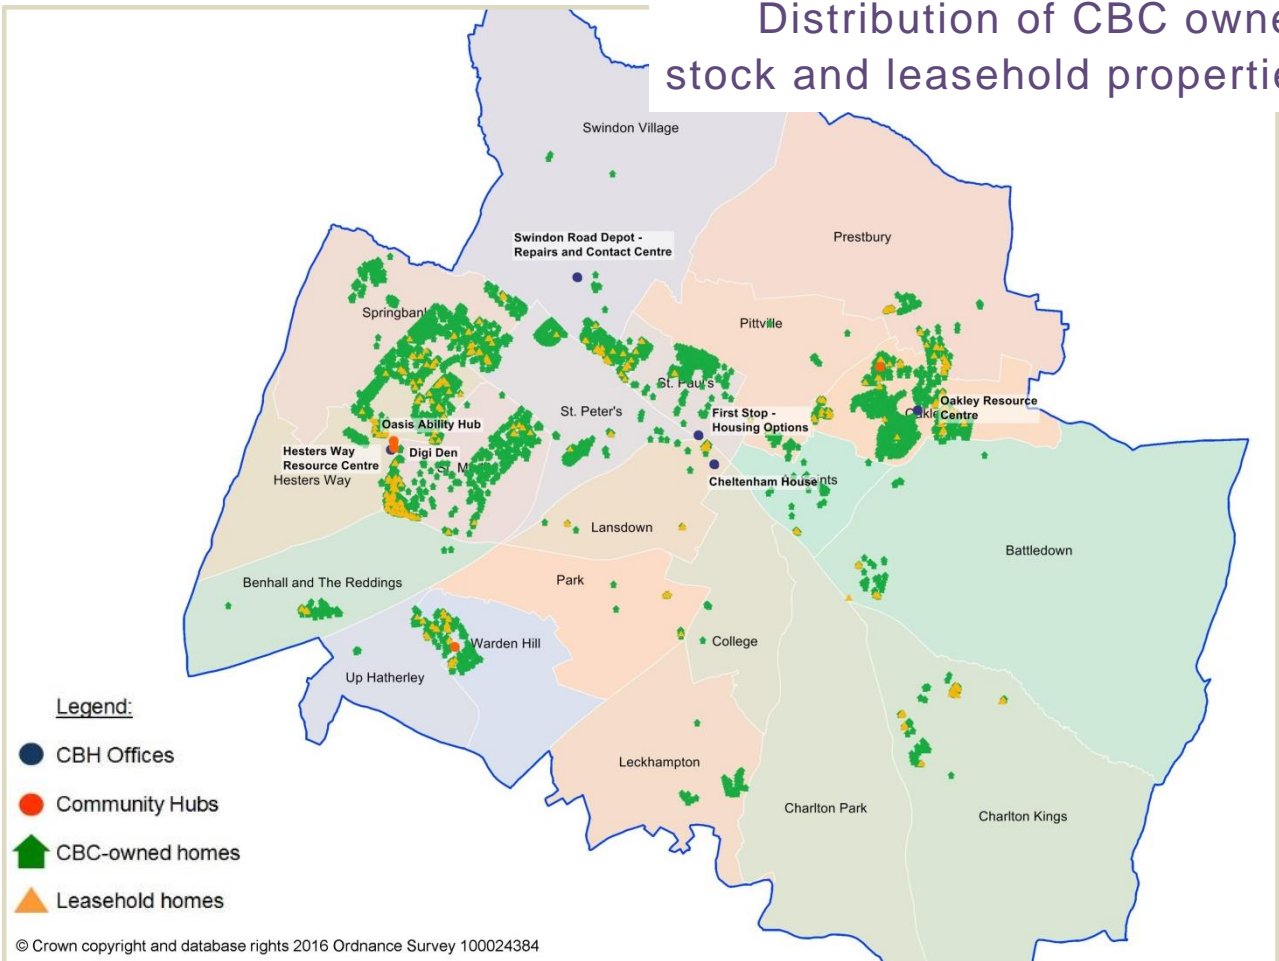 Distribution of CBC owne
stock and leasehold propertie
Swindon Village
Prestbury
Swindon Road Depot -
Repairs and Contact Centre
Springban
Pittville
St. Paul's
St. Peter's
First Stop -
Housing Options
Oakley Resource
Centre
Oasis Ability Hub
Hesters Way
Resource Centre
Digi Den
Hesters Way
St. M
Cheltenham House
nts
Lansdown
Battledown
Benhall and The Reddings
Park
Warden Hill
College
Up Hatherley
Leckhampton
Charlton Park
Charlton Kings
Legend:
CBH Offices
Community Hubs
CBC-owned homes
Leasehold homes
© Crown copyright and database rights 2016 Ordnance Survey 100024384